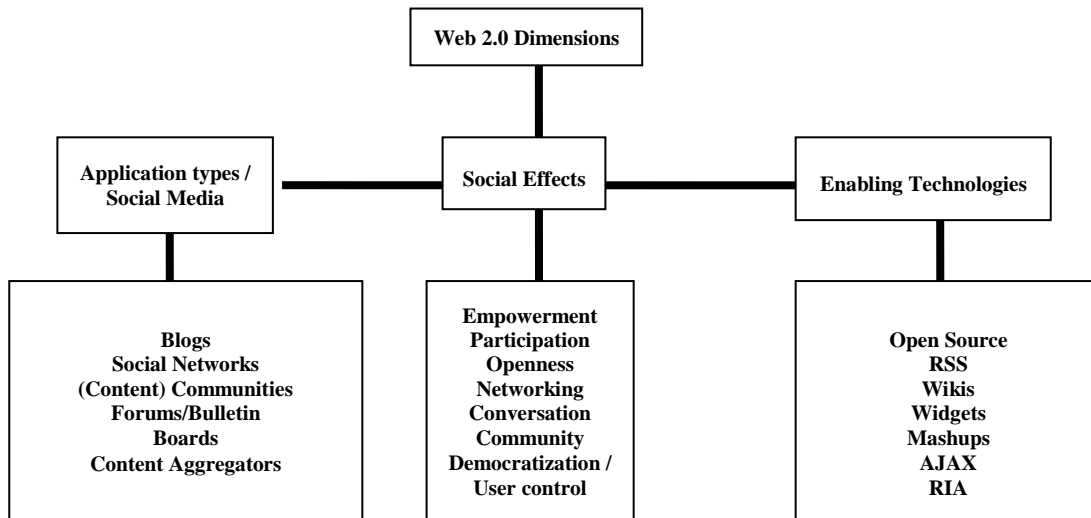 Web 2.0 Dimensions
Application types /
Social Media
Social Effects
Enabling Technologies
Blogs
Social Networks
(Content) Communities
Forums/Bulletin
Boards
Content Aggregators
Empowerment
Participation
Openness
Networking
Conversation
Community
Democratization /
User control
Open Source
RSS
Wikis
Widgets
Mashups
AJAX
RIA